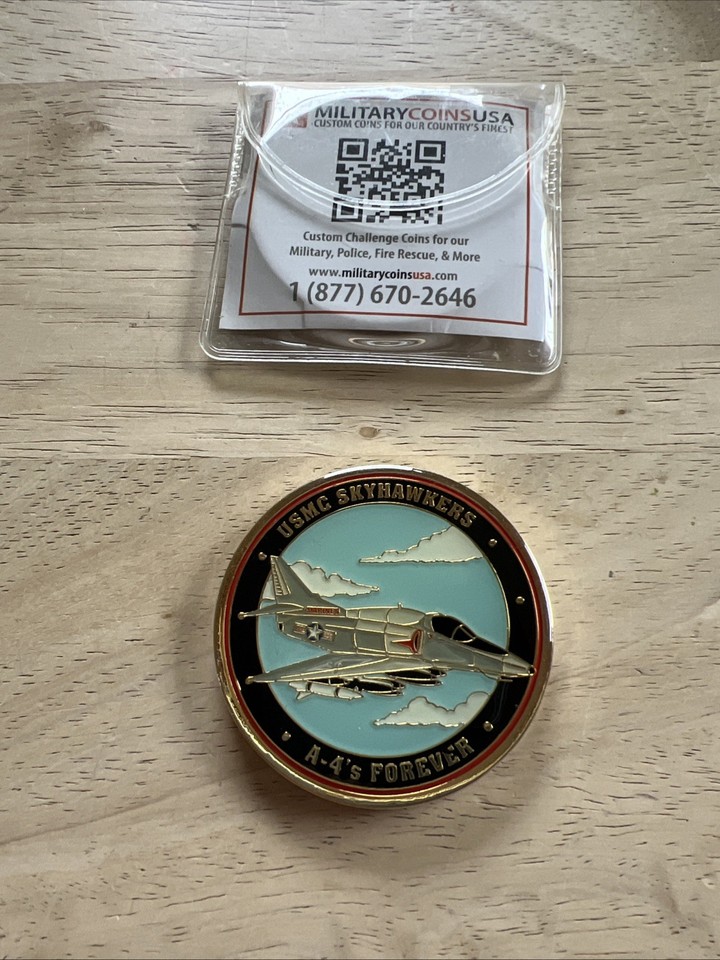 MILITARYCOINSUSA
CUSTOM COINS FOR OUR COUNTRY'S FINEST
Custom Challenge Coins for our
Military, Police, Fire Rescue, & More
www.militarycoinsusa.com
1 (877) 670-2646
USMC SKYHAWKERS
A-4's FOREVER